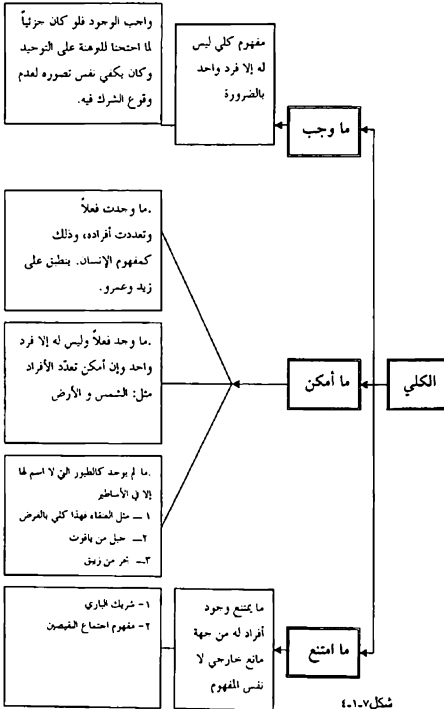 الكلي
ما وجب
مفهوم كلي ليس
له إلا فرد واحد
بالضرورة
واجب الوجود فلو كان جزئياً
لما احتجنا للبرهنة على التوحيد
وكان يكفي نفس تصوره لعدم
وقوع الشرك فيه.
ما أمكن
.ما وجدت فعلاً
وتعددت أفراده، وذلك
كمفهوم الإنسان. ينطبق على
زيد وعمرو.
.ما وجد فعلاً وليس له إلا فرد
واحد وإن أمكن تعدّد الأفراد
مثل: الشمس و الأرض
.ما لم يوجد كالطيور التي لا اسم لها
إلا في الأساطير
١ــ مثل العنقاء فهذا كلي بالفرض
٢ــ جبل من ياقوت
٣ــ بحر من زيبق
ما امتنع
ما يمتنع وجود
أفراد له من جهة
مانع خارجي لا
نفس المفهوم
١- شريك الباري
٢- مفهوم اجتماع النقيضين
شكل٧-١-٤